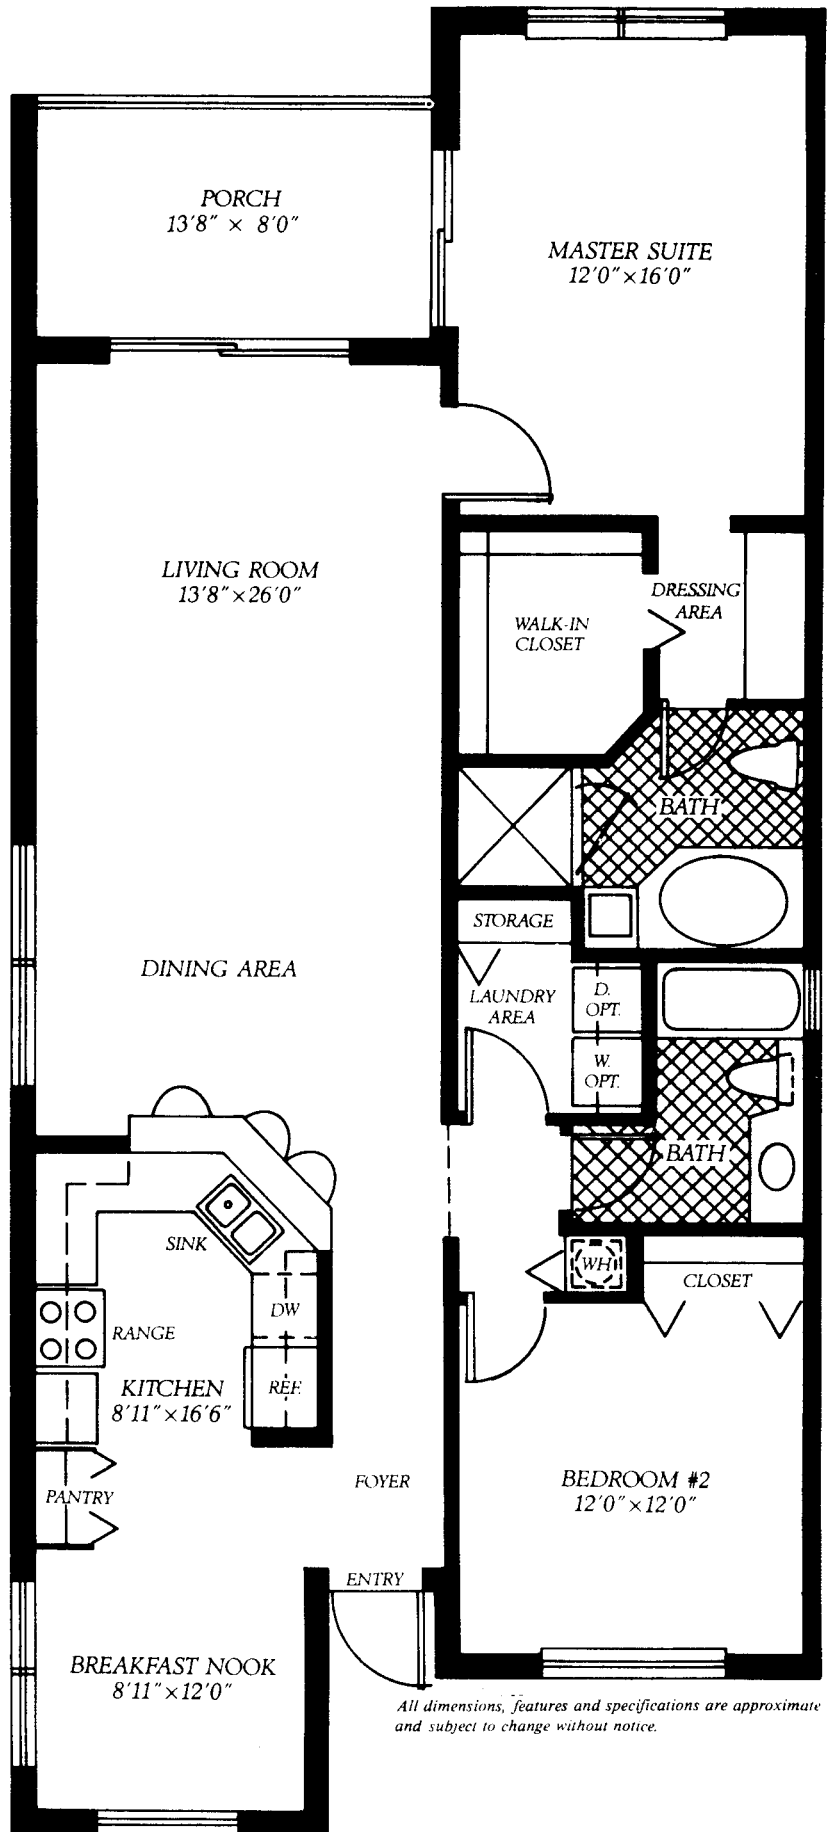 PORCH
13'8" × 8'0"
MASTER SUITE
12'0"×16'0"
LIVING ROOM
13'8"×26'0"
DRESSING
AREA
WALK-IN
CLOSET
BATH
STORAGE
DINING AREA
LAUNDRY
AREA
D.
OPT.
W.
OPT.
BATH
SINK
WH
CLOSET
DW
RANGE
REF.
KITCHEN
8'11"×16'6"
PANTRY
FOYER
BEDROOM #2
12'0"×12'0"
ENTRY
BREAKFAST NOOK
8'11"×12'0"
All dimensions, features and specifications are approximate
and subject to change without notice.